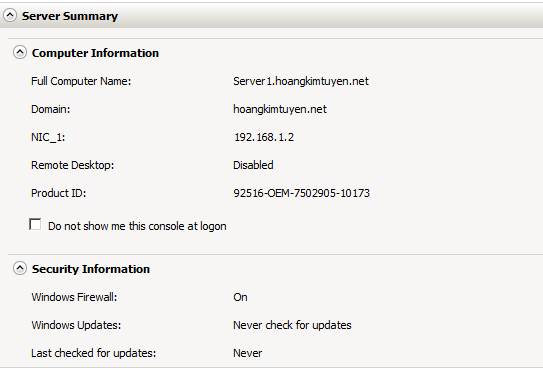 Server Summary
Computer Information
Full Computer Name: Server1.hoangkimtuyen.net
Domain: hoangkimtuyen.net
NIC_1: 192.168.1.2
Remote Desktop: Disabled
Product ID: 92516-OEM-7502905-10173
Do not show me this console at logon
Security Information
Windows Firewall: On
Windows Updates: Never check for updates
Last checked for updates: Never